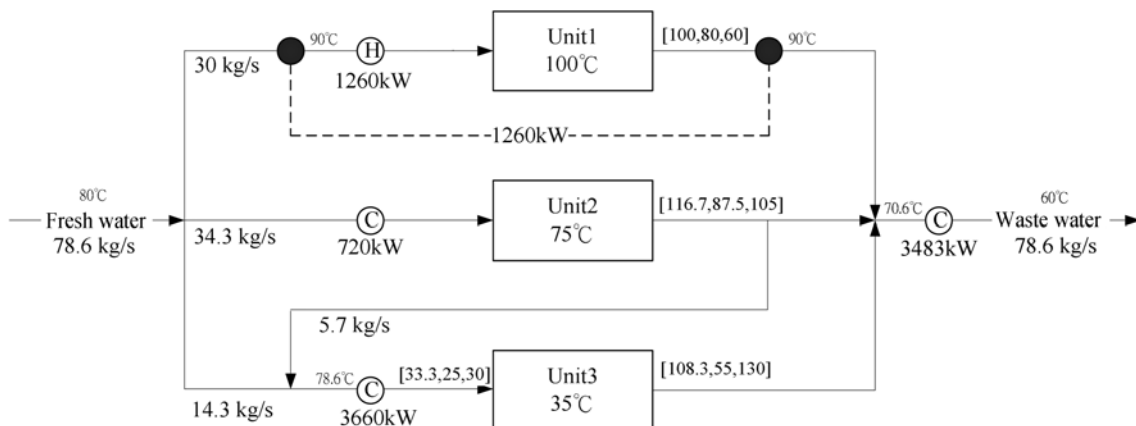 90℃
H
30 kg/s
1260kW
Unit1
100℃
[100,80,60]
90℃
1260kW
80℃
Fresh water
78.6 kg/s
34.3 kg/s
C
720kW
Unit2
75℃
[116.7,87.5,105]
70.6℃
C
3483kW
60℃
Waste water
78.6 kg/s
5.7 kg/s
14.3 kg/s
78.6℃
C
3660kW
[33.3,25,30]
Unit3
35℃
[108.3,55,130]